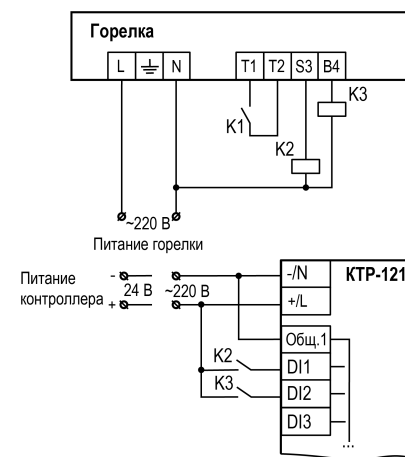 Горелка
L N T1 T2 S3 B4
K1
K2
K3
~220 В
Питание горелки
Питание контроллера
- +
24 В
~220 В
-/N
+/L
КТР-121
Общ.1
K2
DI1
K3
DI2
DI3
...